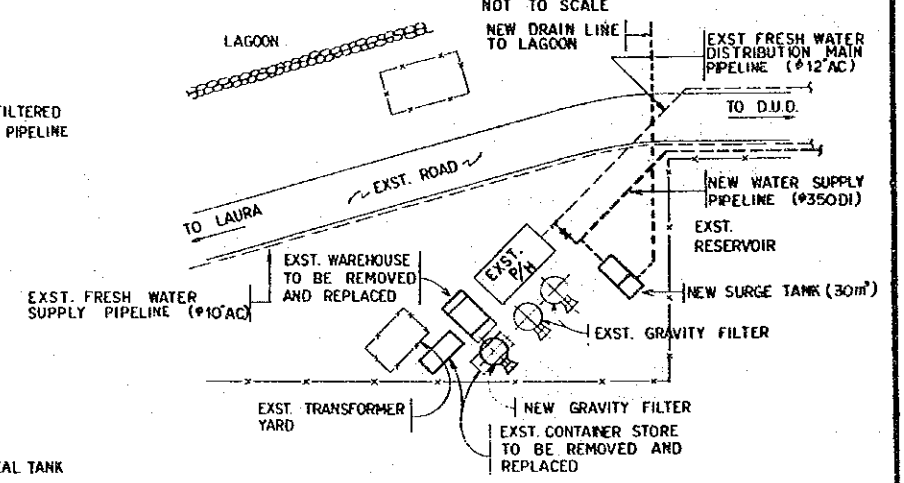 NOT TO SCALE
LAGOON
NEW DRAIN LINE
TO LAGOON
EXST FRESH WATER
DISTRIBUTION MAIN
PIPELINE (φ12"AC)
FILTERED
PIPELINE
TO D.U.D.
EXST. ROAD
NEW WATER SUPPLY
PIPELINE (φ350DI)
TO LAURA
EXST.
RESERVOIR
EXST. WAREHOUSE
TO BE REMOVED
AND REPLACED
EXST.
P/H
EXST. FRESH WATER
SUPPLY PIPELINE (φ10"AC)
NEW SURGE TANK (30m³)
EXST. GRAVITY FILTER
EXST. TRANSFORMER
YARD
NEW GRAVITY FILTER
EXST. CONTAINER STORE
TO BE REMOVED AND
REPLACED
EAL TANK